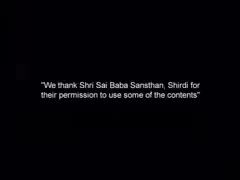 "We thank Shri Sai Baba Sansthan, Shirdi for
their permission to use some of the contents"